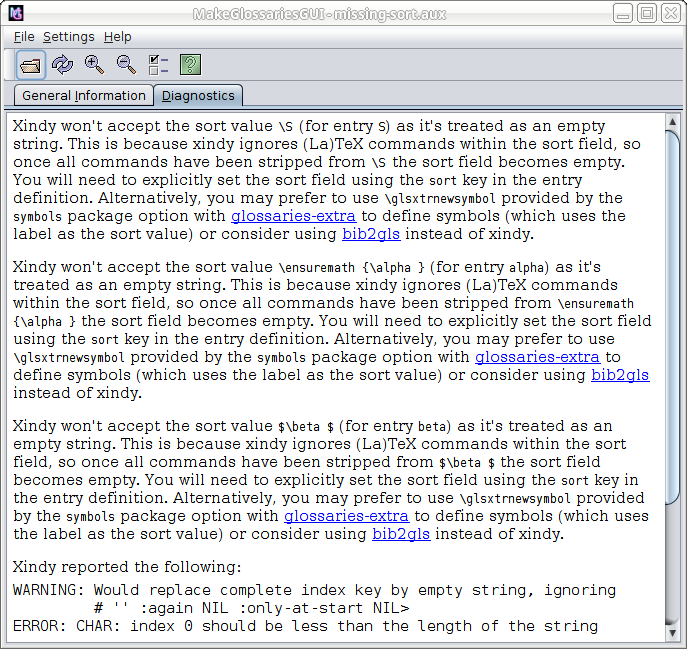 MakeGlossariesGUI - missing-sort.aux
File Settings Help
General Information Diagnostics
Xindy won't accept the sort value \S (for entry S) as it's treated as an empty
string. This is because xindy ignores (La)TeX commands within the sort field, so
once all commands have been stripped from \S the sort field becomes empty.
You will need to explicitly set the sort field using the sort key in the entry
definition. Alternatively, you may prefer to use \glsxtrnewsymbol provided by the
symbols package option with glossaries-extra to define symbols (which uses the
label as the sort value) or consider using bib2gls instead of xindy.
Xindy won't accept the sort value \ensuremath {\alpha } (for entry alpha) as it's
treated as an empty string. This is because xindy ignores (La)TeX commands
within the sort field, so once all commands have been stripped from \ensuremath
{\alpha } the sort field becomes empty. You will need to explicitly set the sort field
using the sort key in the entry definition. Alternatively, you may prefer to use
\glsxtrnewsymbol provided by the symbols package option with glossaries-extra to
define symbols (which uses the label as the sort value) or consider using bib2gls
instead of xindy.
Xindy won't accept the sort value $\beta $ (for entry beta) as it's treated as an
empty string. This is because xindy ignores (La)TeX commands within the sort
field, so once all commands have been stripped from $\beta $ the sort field
becomes empty. You will need to explicitly set the sort field using the sort key in
the entry definition. Alternatively, you may prefer to use \glsxtrnewsymbol provided
by the symbols package option with glossaries-extra to define symbols (which uses
the label as the sort value) or consider using bib2gls instead of xindy.
Xindy reported the following:
WARNING: Would replace complete index key by empty string, ignoring
# '' :again NIL :only-at-start NIL>
ERROR: CHAR: index 0 should be less than the length of the string